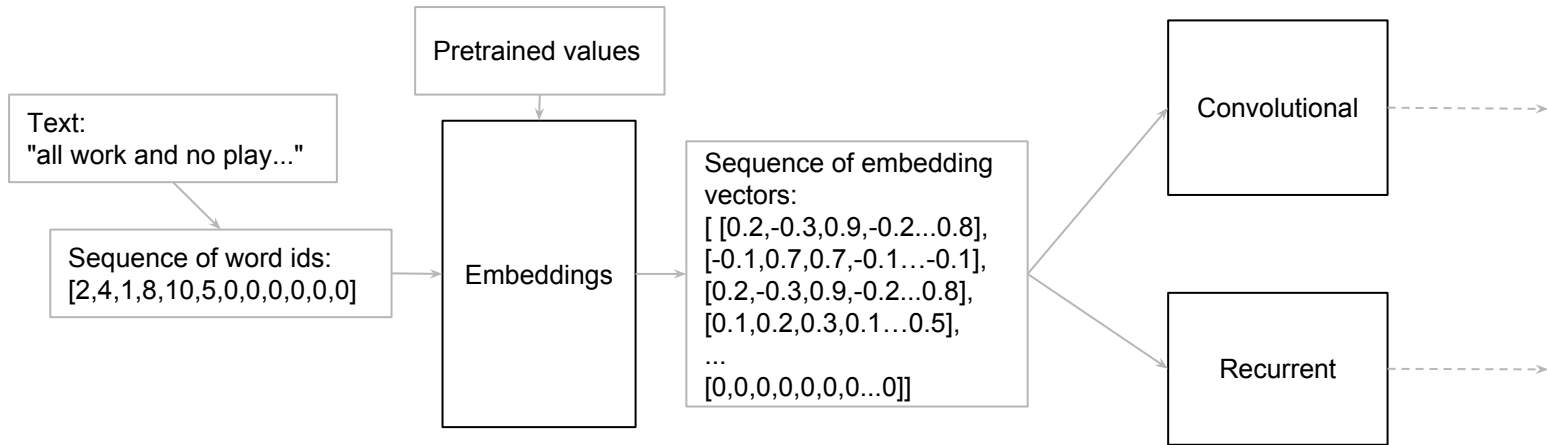 Pretrained values
Text:
"all work and no play..."
Sequence of word ids:
[2,4,1,8,10,5,0,0,0,0,0,0]
Embeddings
Sequence of embedding
vectors:
[ [0.2,-0.3,0.9,-0.2...0.8],
[-0.1,0.7,0.7,-0.1…-0.1],
[0.2,-0.3,0.9,-0.2...0.8],
[0.1,0.2,0.3,0.1…0.5],
...
[0,0,0,0,0,0,0...0]]
Convolutional
Recurrent